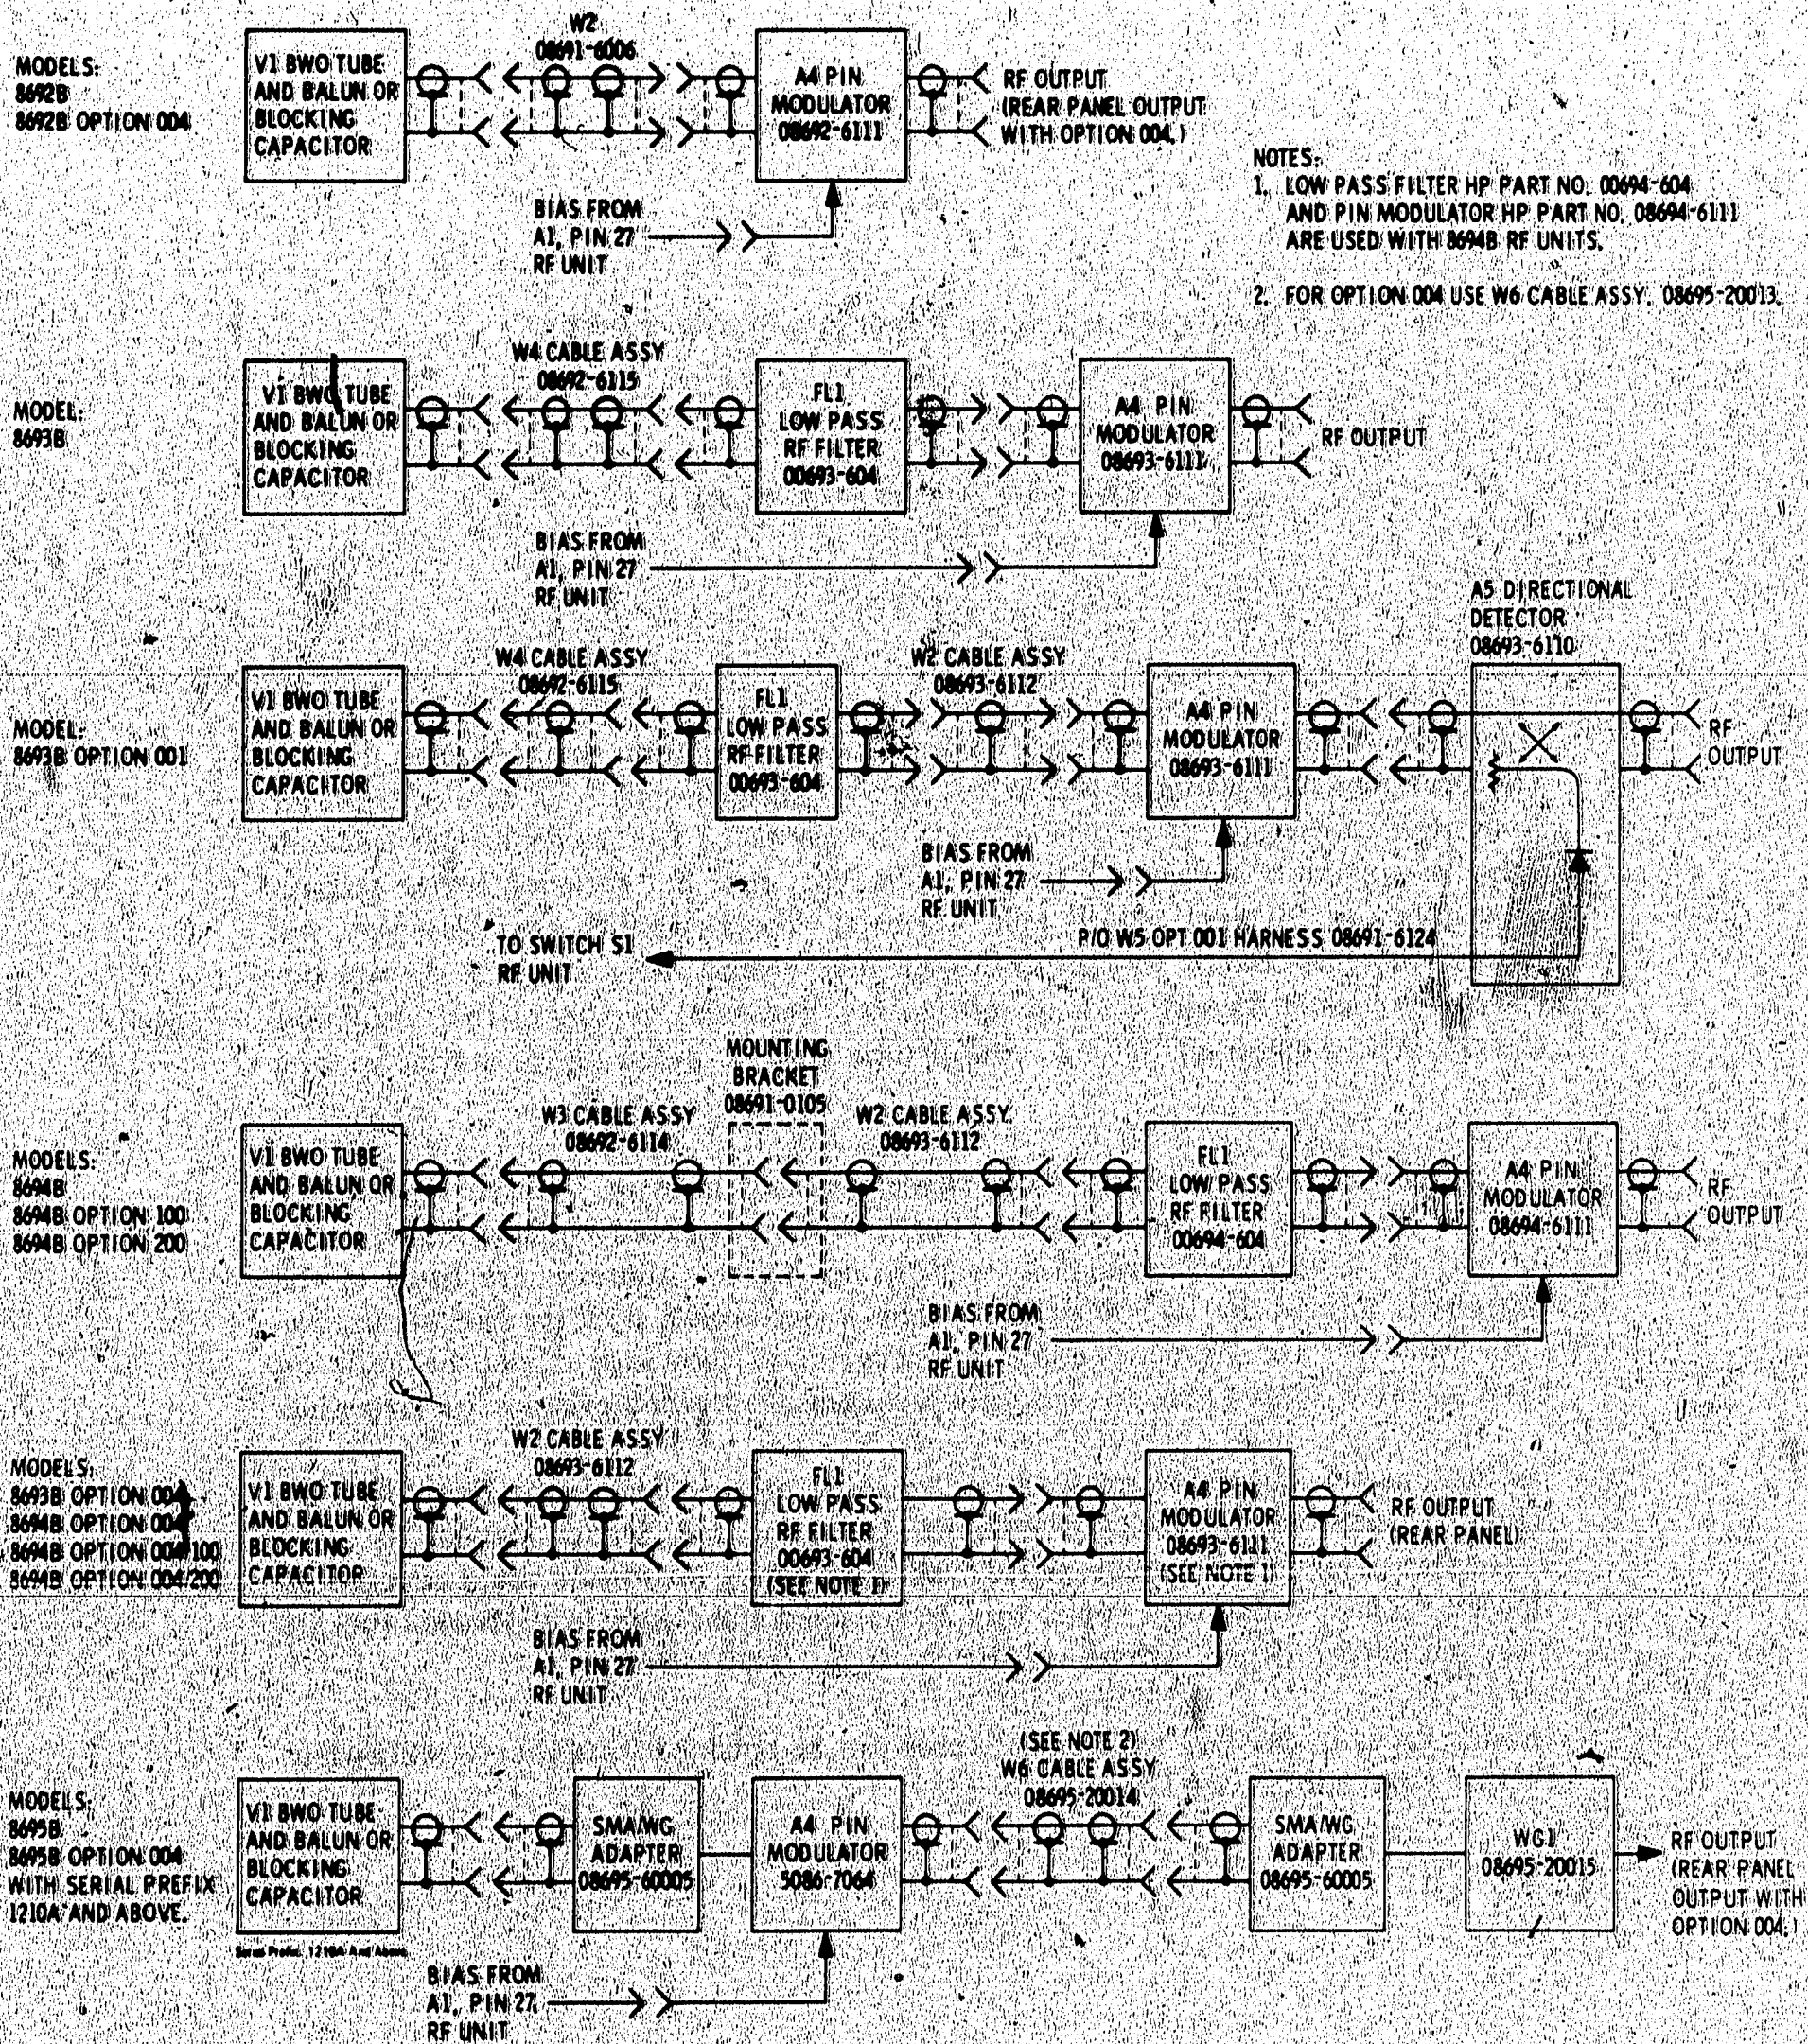 MODELS:
8692B
8692B OPTION 004
V1 BWO TUBE
AND BALUN OR
BLOCKING
CAPACITOR
W2
08691-6006
A4 PIN
MODULATOR
08692-6111
RF OUTPUT
(REAR PANEL OUTPUT
WITH OPTION 004.)
BIAS FROM
A1, PIN 27
RF UNIT
NOTES:
1. LOW PASS FILTER HP PART NO. 00694-604
AND PIN MODULATOR HP PART NO. 08694-6111
ARE USED WITH 8694B RF UNITS.
2. FOR OPTION 004 USE W6 CABLE ASSY. 08695-20013.
MODEL:
8693B
V1 BWO TUBE
AND BALUN OR
BLOCKING
CAPACITOR
W4 CABLE ASSY
08692-6115
FL1
LOW PASS
RF FILTER
00693-604
A4 PIN
MODULATOR
08693-6111
RF OUTPUT
BIAS FROM
A1, PIN 27
RF UNIT
MODEL:
8693B OPTION 001
V1 BWO TUBE
AND BALUN OR
BLOCKING
CAPACITOR
W4 CABLE ASSY
08692-6115
FL1
LOW PASS
RF FILTER
00693-604
W2 CABLE ASSY
08693-6112
A4 PIN
MODULATOR
08693-6111
A5 DIRECTIONAL
DETECTOR
08693-6110
RF
OUTPUT
BIAS FROM
A1, PIN 27
RF UNIT
TO SWITCH S1
RF UNIT
P/O W5 OPT 001 HARNESS 08691-6124
MODELS:
8694B
8694B OPTION 100
8694B OPTION 200
V1 BWO TUBE
AND BALUN OR
BLOCKING
CAPACITOR
W3 CABLE ASSY
08692-6114
MOUNTING
BRACKET
08691-0105
W2 CABLE ASSY
08693-6112
FL1
LOW PASS
RF FILTER
00694-604
A4 PIN
MODULATOR
08694-6111
RF
OUTPUT
BIAS FROM
A1, PIN 27
RF UNIT
MODELS:
8693B OPTION 004
8694B OPTION 004
8694B OPTION 004/100
8694B OPTION 004/200
V1 BWO TUBE
AND BALUN OR
BLOCKING
CAPACITOR
W2 CABLE ASSY
08693-6112
FL1
LOW PASS
RF FILTER
00693-604
(SEE NOTE 1)
A4 PIN
MODULATOR
08693-6111
(SEE NOTE 1)
RF OUTPUT
(REAR PANEL)
BIAS FROM
A1, PIN 27
RF UNIT
MODELS:
8695B
8695B OPTION 004
WITH SERIAL PREFIX
1210A AND ABOVE.
V1 BWO TUBE
AND BALUN OR
BLOCKING
CAPACITOR
Serial Prefix 1210A And Above
SMA/WG
ADAPTER
08695-60005
A4 PIN
MODULATOR
5086-7064
(SEE NOTE 2)
W6 CABLE ASSY
08695-20014
SMA/WG
ADAPTER
08695-60005
WG1
08695-20015
RF OUTPUT
(REAR PANEL
OUTPUT WITH
OPTION 004.)
BIAS FROM
A1, PIN 27
RF UNIT